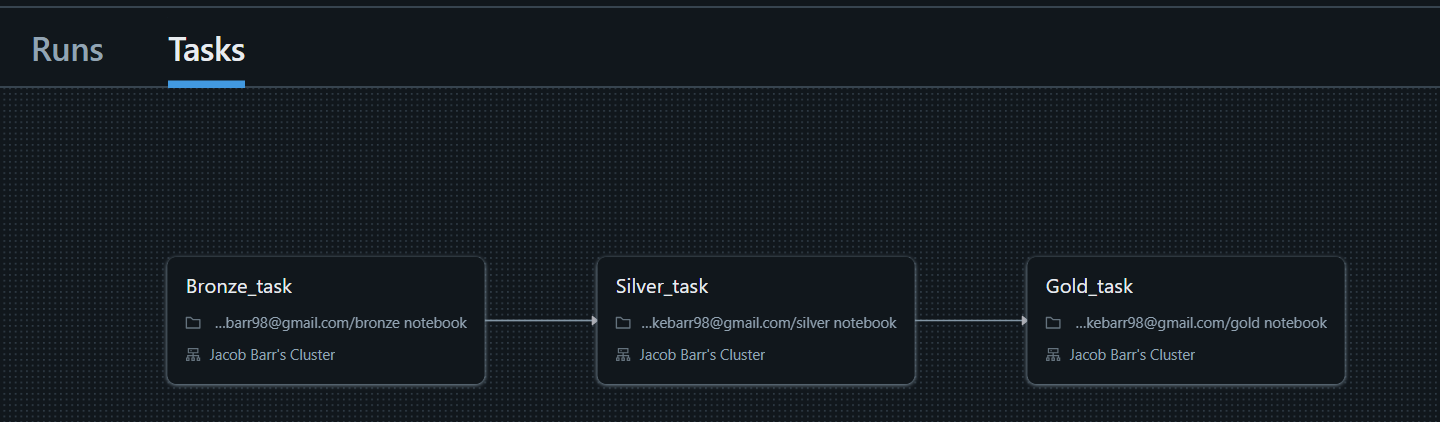 Runs
Tasks
Bronze_task
...barr98@gmail.com/bronze notebook
Jacob Barr's Cluster
Silver_task
...kebarr98@gmail.com/silver notebook
Jacob Barr's Cluster
Gold_task
...kebarr98@gmail.com/gold notebook
Jacob Barr's Cluster